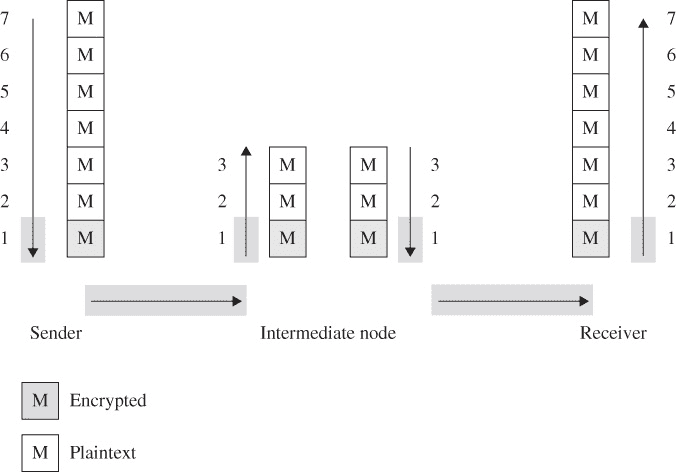 7 M M 7
6 M M 6
5 M M 5
4 M M 4
3 M 3 M M 3 M 3
2 M 2 M M 2 M 2
1 M 1 M M 1 M 1
Sender Intermediate node Receiver
M Encrypted
M Plaintext